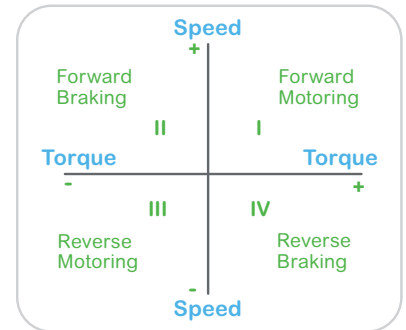 Speed
+
Forward
Braking
Forward
Motoring
II
I
Torque
Torque
-
+
III
IV
Reverse
Motoring
Reverse
Braking
-
Speed